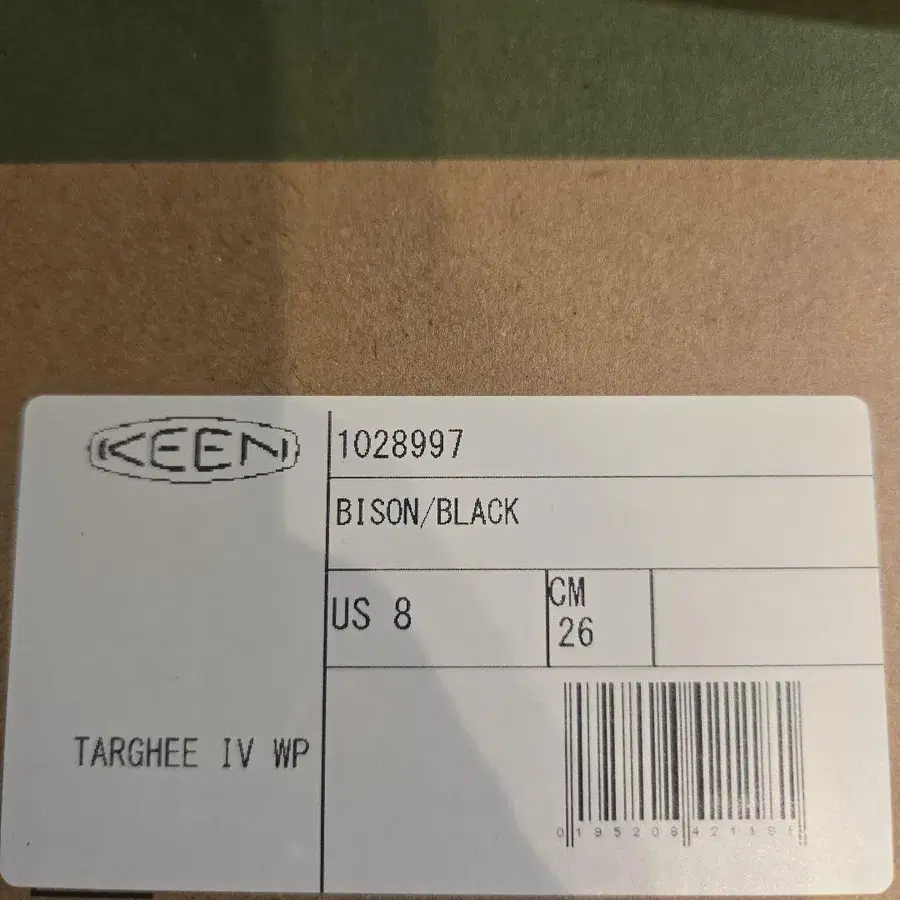 KEEN
1028997
BISON/BLACK
US 8
CM
26
TARGHEE IV WP